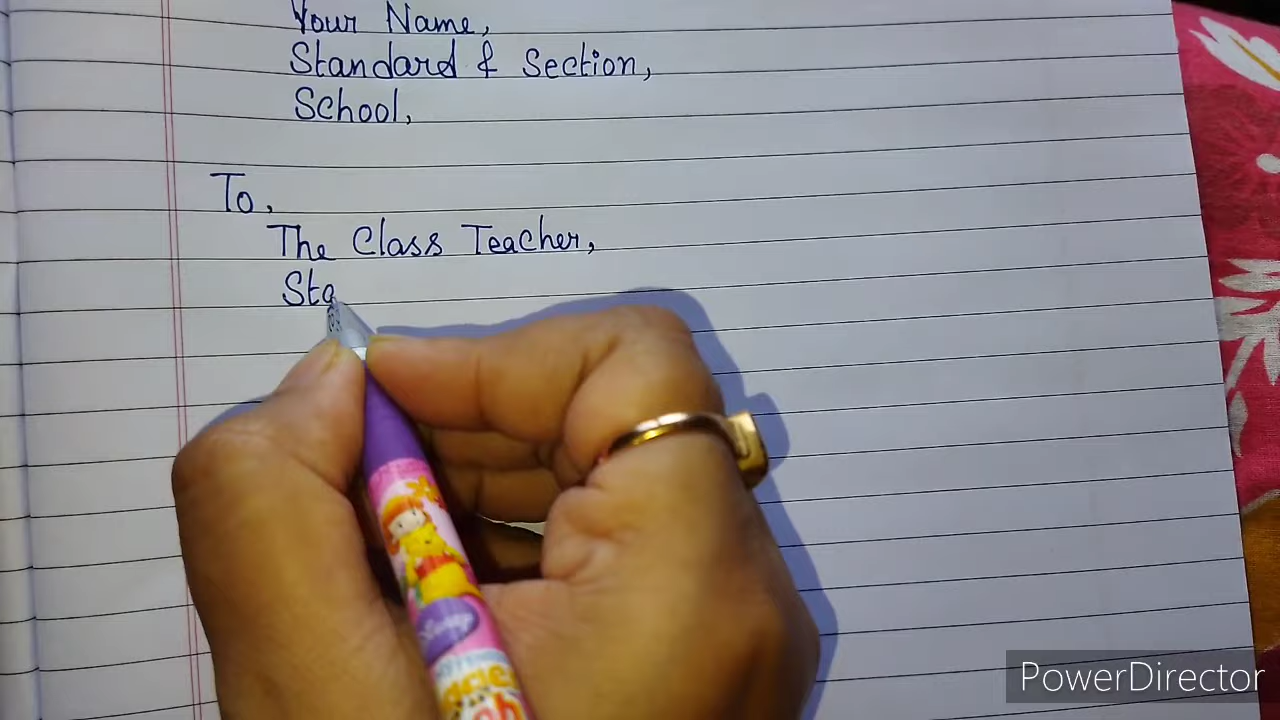 Your Name,
Standard & Section,
School,
To,
The Class Teacher,
Sta
PowerDirector